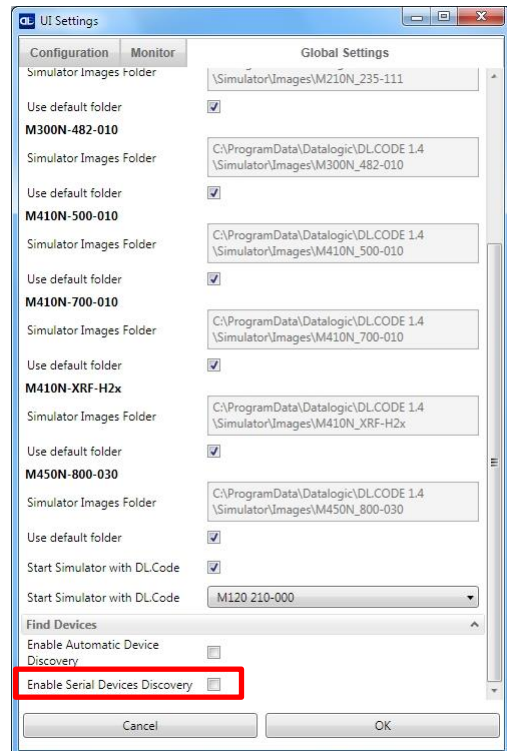 DL UI Settings
Configuration Monitor Global Settings
Simulator Images Folder
\Simulator\Images\M210N_235-111
Use default folder
M300N-482-010
Simulator Images Folder
C:\ProgramData\Datalogic\DL.CODE 1.4
\Simulator\Images\M300N_482-010
Use default folder
M410N-500-010
Simulator Images Folder
C:\ProgramData\Datalogic\DL.CODE 1.4
\Simulator\Images\M410N_500-010
Use default folder
M410N-700-010
Simulator Images Folder
C:\ProgramData\Datalogic\DL.CODE 1.4
\Simulator\Images\M410N_700-010
Use default folder
M410N-XRF-H2x
Simulator Images Folder
C:\ProgramData\Datalogic\DL.CODE 1.4
\Simulator\Images\M410N_XRF-H2x
Use default folder
M450N-800-030
Simulator Images Folder
C:\ProgramData\Datalogic\DL.CODE 1.4
\Simulator\Images\M450N_800-030
Use default folder
Start Simulator with DL.Code
Start Simulator with DL.Code M120 210-000
Find Devices
Enable Automatic Device
Discovery
Enable Serial Devices Discovery
Cancel OK